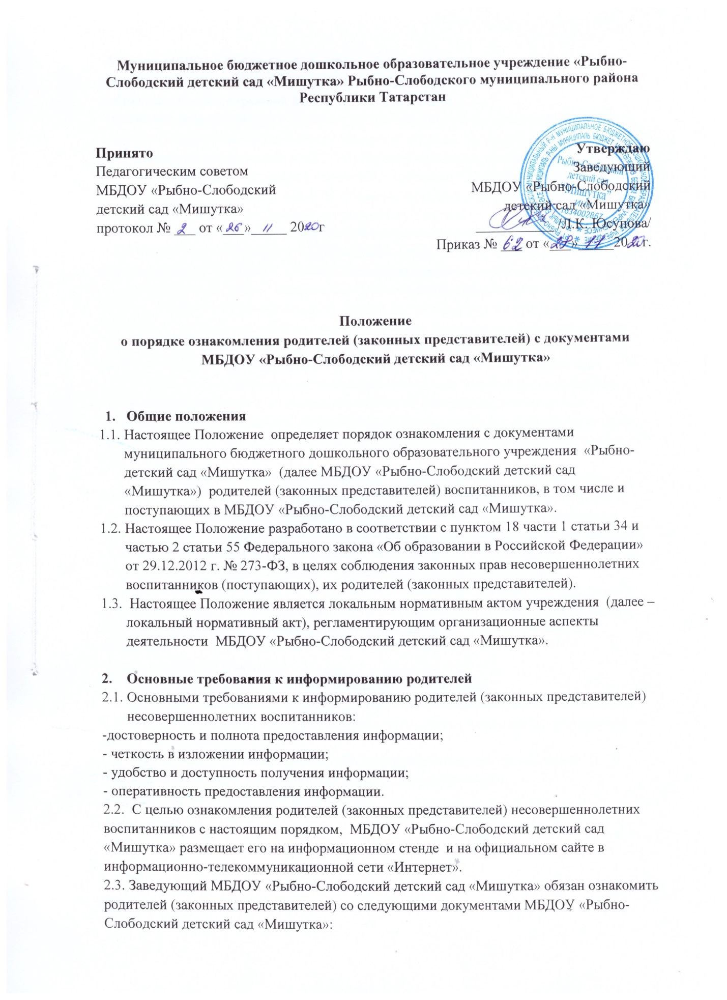 Муниципальное бюджетное дошкольное образовательное учреждение «Рыбно-
Слободский детский сад «Мишутка» Рыбно-Слободского муниципального района
Республики Татарстан
Принято
Педагогическим советом
МБДОУ «Рыбно-Слободский
детский сад «Мишутка»
протокол № 2 от «26» 11 2020г
Утверждаю
Заведующий
МБДОУ «Рыбно-Слободский
детский сад «Мишутка»
/Л.К. Юсупова/
Приказ № 62 от «» 11 2020г.
Рыбно-Слободский
детский сад
"Мишутка"
ИНН
1634002867
Положение
о порядке ознакомления родителей (законных представителей) с документами
МБДОУ «Рыбно-Слободский детский сад «Мишутка»
1. Общие положения
1.1. Настоящее Положение определяет порядок ознакомления с документами
муниципального бюджетного дошкольного образовательного учреждения «Рыбно-
детский сад «Мишутка» (далее МБДОУ «Рыбно-Слободский детский сад
«Мишутка») родителей (законных представителей) воспитанников, в том числе и
поступающих в МБДОУ «Рыбно-Слободский детский сад «Мишутка».
1.2. Настоящее Положение разработано в соответствии с пунктом 18 части 1 статьи 34 и
частью 2 статьи 55 Федерального закона «Об образовании в Российской Федерации»
от 29.12.2012 г. № 273-ФЗ, в целях соблюдения законных прав несовершеннолетних
воспитанников (поступающих), их родителей (законных представителей).
1.3. Настоящее Положение является локальным нормативным актом учреждения (далее –
локальный нормативный акт), регламентирующим организационные аспекты
деятельности МБДОУ «Рыбно-Слободский детский сад «Мишутка».
2. Основные требования к информированию родителей
2.1. Основными требованиями к информированию родителей (законных представителей)
несовершеннолетних воспитанников:
-достоверность и полнота предоставления информации;
- четкость в изложении информации;
- удобство и доступность получения информации;
- оперативность предоставления информации.
2.2. С целью ознакомления родителей (законных представителей) несовершеннолетних
воспитанников с настоящим порядком, МБДОУ «Рыбно-Слободский детский сад
«Мишутка» размещает его на информационном стенде и на официальном сайте в
информационно-телекоммуникационной сети «Интернет».
2.3. Заведующий МБДОУ «Рыбно-Слободский детский сад «Мишутка» обязан ознакомить
родителей (законных представителей) со следующими документами МБДОУ «Рыбно-
Слободский детский сад «Мишутка»: